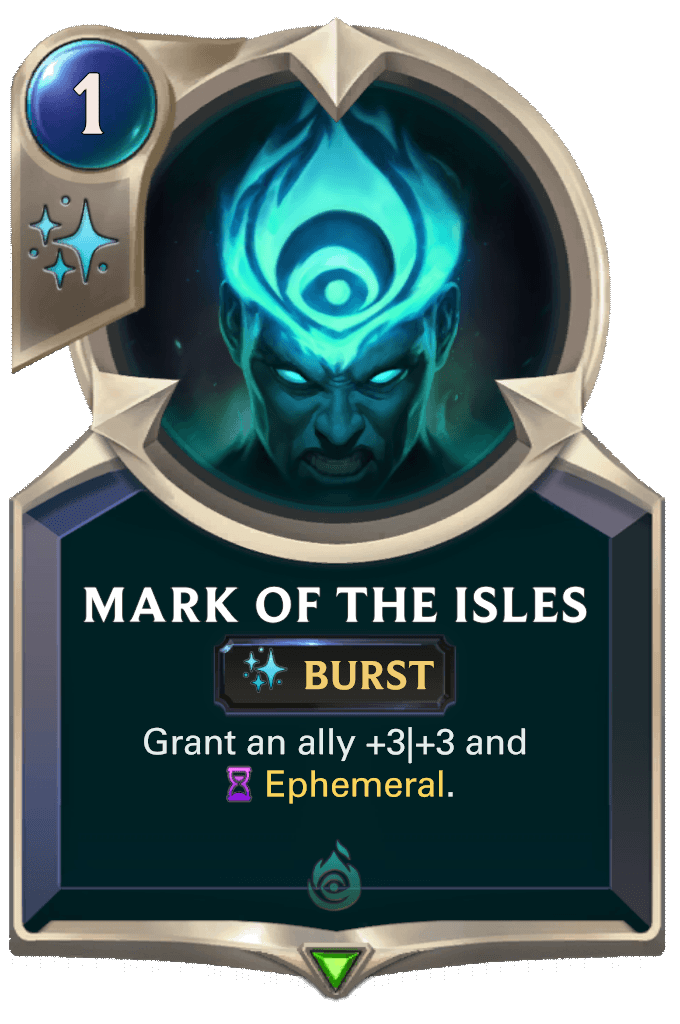 1
MARK OF THE ISLES
BURST
Grant an ally +3|+3 and
Ephemeral.